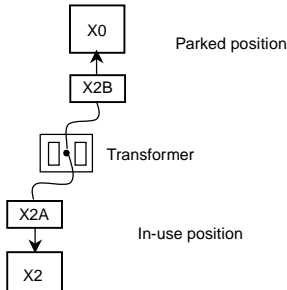 X0
Parked position
X2B
Transformer
X2A
In-use position
X2